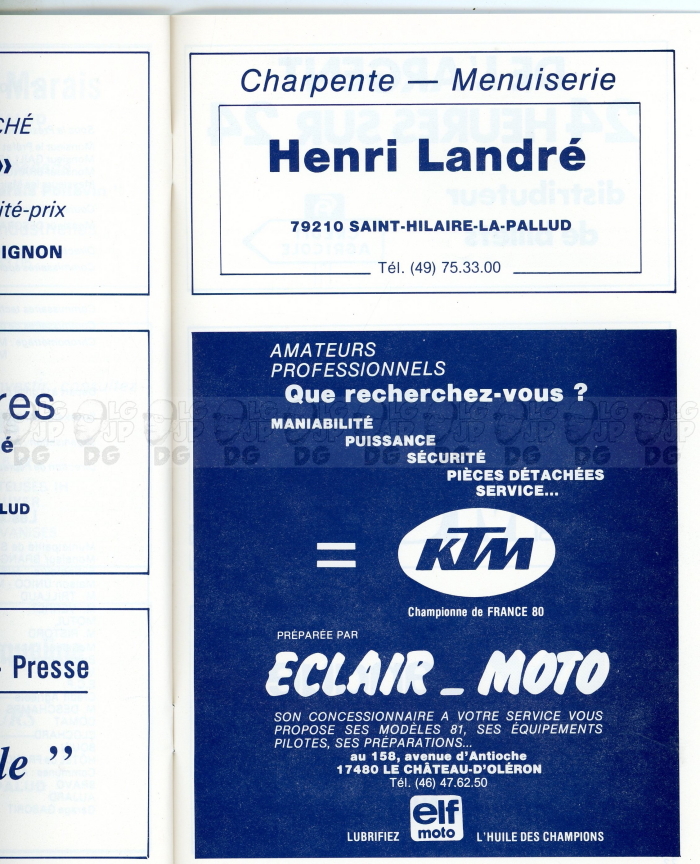 CHÉ
»
ité-prix
IGNON
res
é
LUD
Presse
le ”
Charpente — Menuiserie
Henri Landré
79210 SAINT-HILAIRE-LA-PALLUD
Tél. (49) 75.33.00
AMATEURS
PROFESSIONNELS
Que recherchez-vous ?
MANIABILITÉ
PUISSANCE
SÉCURITÉ
PIÈCES DÉTACHÉES
SERVICE...
= KTM
Championne de FRANCE 80
PRÉPARÉE PAR
ECLAIR _ MOTO
SON CONCESSIONNAIRE A VOTRE SERVICE VOUS
PROPOSE SES MODÈLES 81, SES ÉQUIPEMENTS
PILOTES, SES PRÉPARATIONS...
au 158, avenue d'Antioche
17480 LE CHÂTEAU-D'OLÉRON
Tél. (46) 47.62.50
LUBRIFIEZ elf moto L'HUILE DES CHAMPIONS